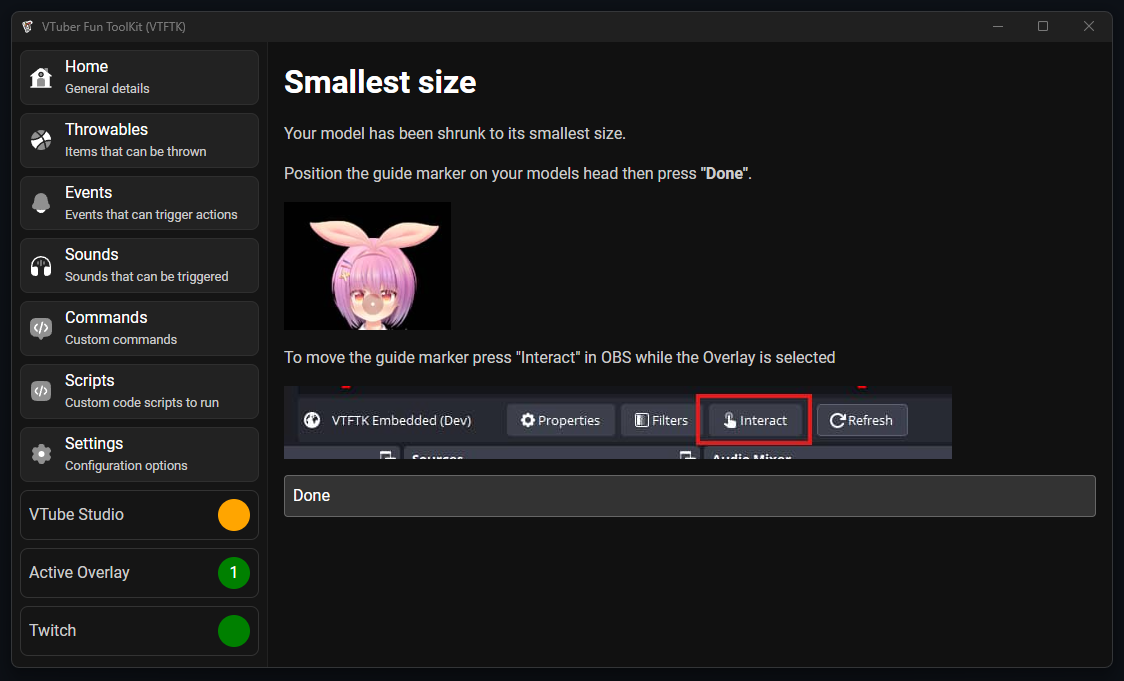 VTuber Fun ToolKit (VTFTK)
Home
General details
Throwables
Items that can be thrown
Events
Events that can trigger actions
Sounds
Sounds that can be triggered
Commands
Custom commands
Scripts
Custom code scripts to run
Settings
Configuration options
VTube Studio
Active Overlay 1
Twitch
Smallest size
Your model has been shrunk to its smallest size.
Position the guide marker on your models head then press "Done".
To move the guide marker press "Interact" in OBS while the Overlay is selected
VTFTK Embedded (Dev) Properties Filters Interact Refresh
Sources Audio Mixer
Done